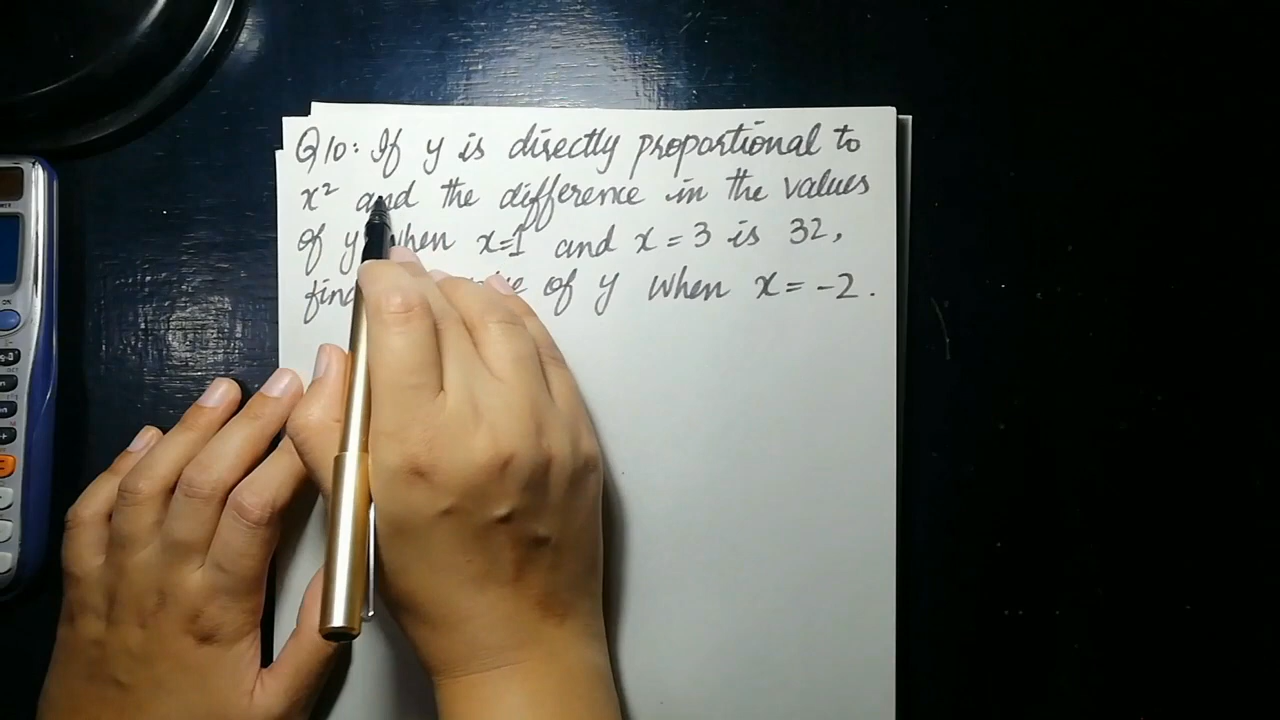 Q10: If y is directly proportional to
x² and the difference in the values
of y when x=1 and x = 3 is 32,
find of y when x = -2.